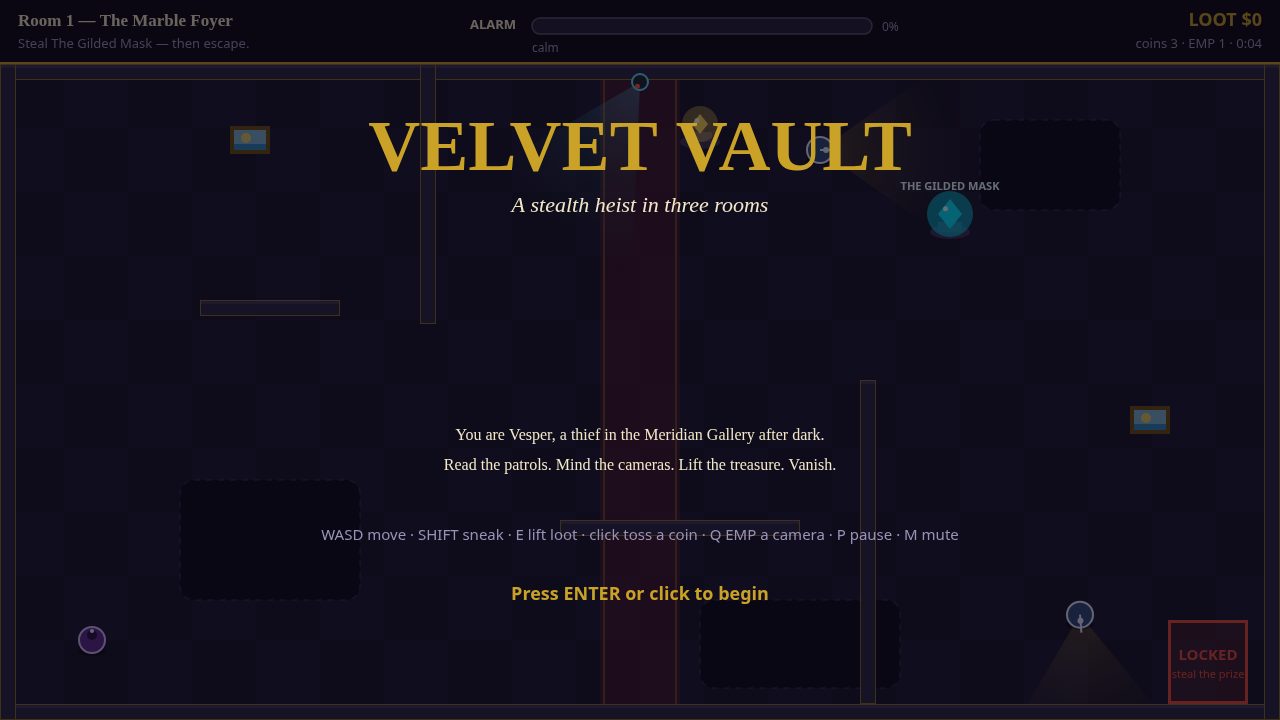 Room 1 — The Marble Foyer
Steal The Gilded Mask — then escape.
ALARM
0%
calm
LOOT $0
coins 3 · EMP 1 · 0:04
VELVET VAULT
A stealth heist in three rooms
THE GILDED MASK
You are Vesper, a thief in the Meridian Gallery after dark.
Read the patrols. Mind the cameras. Lift the treasure. Vanish.
WASD move · SHIFT sneak · E lift loot · click toss a coin · Q EMP a camera · P pause · M mute
Press ENTER or click to begin
LOCKED
steal the prize